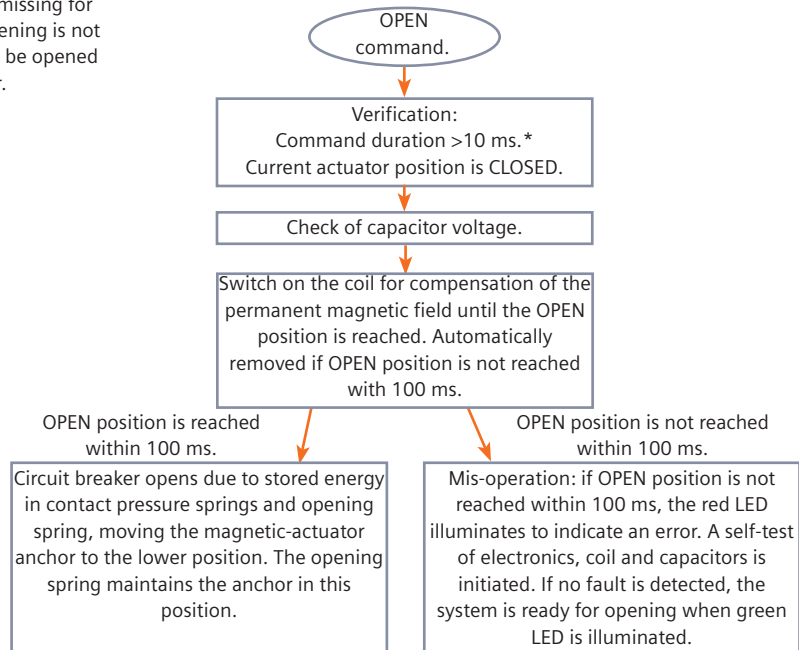 missing for
ening is not
be opened
r.
OPEN
command.
Verification:
Command duration >10 ms.*
Current actuator position is CLOSED.
Check of capacitor voltage.
Switch on the coil for compensation of the
permanent magnetic field until the OPEN
position is reached. Automatically
removed if OPEN position is not reached
with 100 ms.
OPEN position is reached
within 100 ms.
OPEN position is not reached
within 100 ms.
Circuit breaker opens due to stored energy
in contact pressure springs and opening
spring, moving the magnetic-actuator
anchor to the lower position. The opening
spring maintains the anchor in this
position.
Mis-operation: if OPEN position is not
reached within 100 ms, the red LED
illuminates to indicate an error. A self-test
of electronics, coil and capacitors is
initiated. If no fault is detected, the
system is ready for opening when green
LED is illuminated.